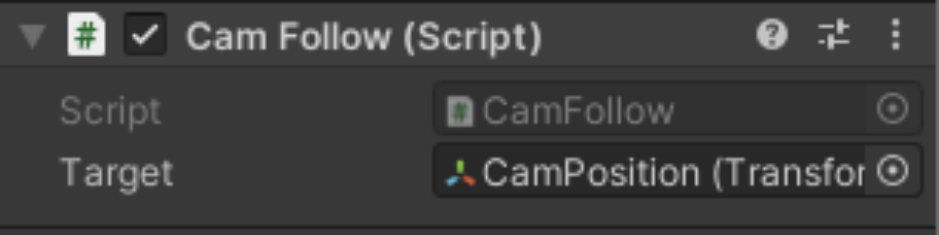 Cam Follow (Script)
Script CamFollow
Target CamPosition (Transfor